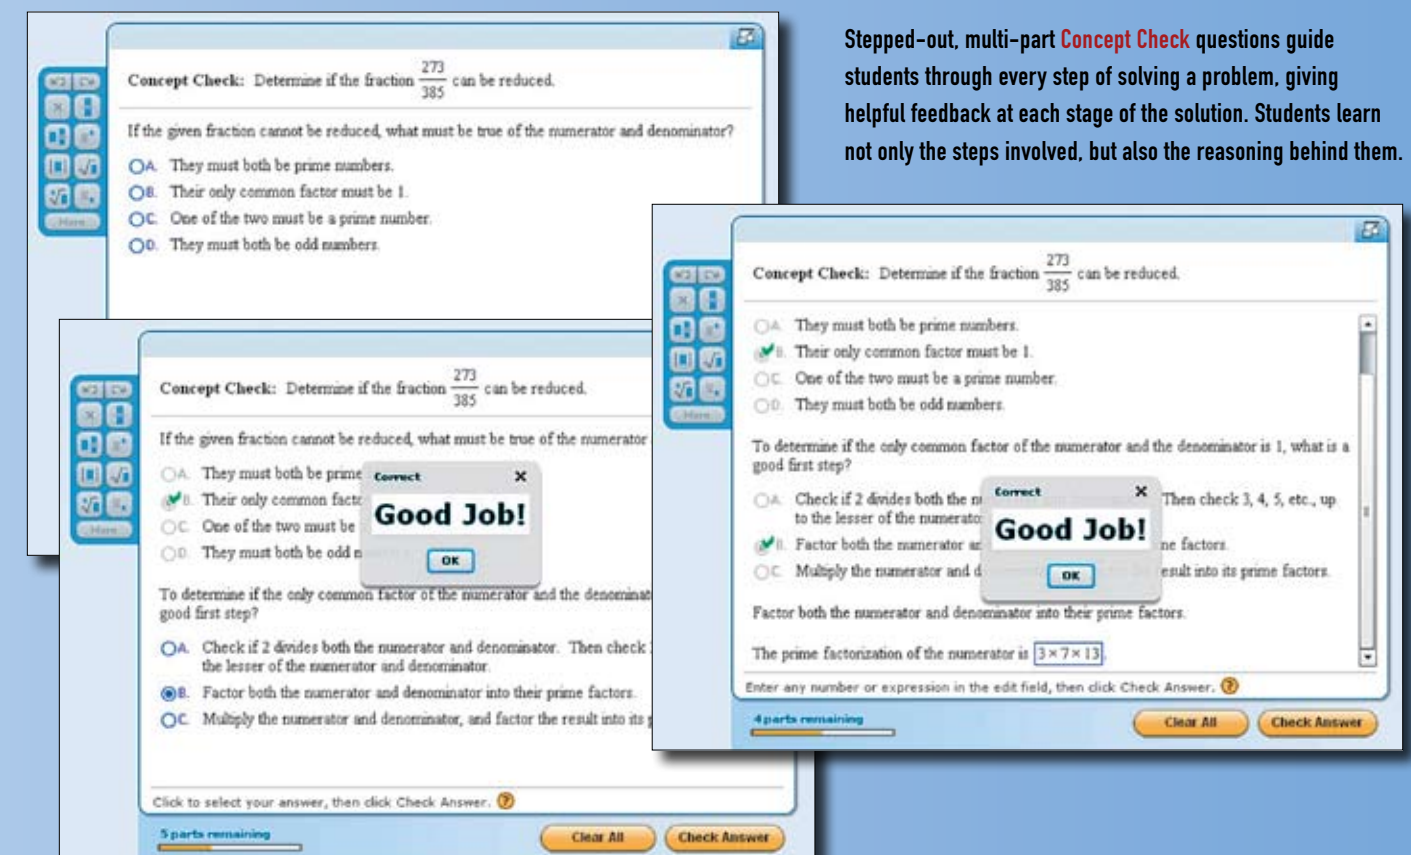 Stepped-out, multi-part Concept Check questions guide
students through every step of solving a problem, giving
helpful feedback at each stage of the solution. Students learn
not only the steps involved, but also the reasoning behind them.
Concept Check: Determine if the fraction 273/385 can be reduced.
If the given fraction cannot be reduced, what must be true of the numerator and denominator?
A. They must both be prime numbers.
B. Their only common factor must be 1.
C. One of the two must be a prime number.
D. They must both be odd numbers.
More
Concept Check: Determine if the fraction 273/385 can be reduced.
If the given fraction cannot be reduced, what must be true of the numerator
A. They must both be prime
B. Their only common facto
C. One of the two must be
D. They must both be odd n
Correct
Good Job!
OK
More
To determine if the only common factor of the numerator and the denominat
good first step?
A. Check if 2 divides both the numerator and denominator. Then check
the lesser of the numerator and denominator.
B. Factor both the numerator and denominator into their prime factors.
C. Multiply the numerator and denominator, and factor the result into its p
Click to select your answer, then click Check Answer. ?
5 parts remaining
Clear All
Check Answer
Concept Check: Determine if the fraction 273/385 can be reduced.
A. They must both be prime numbers.
B. Their only common factor must be 1.
C. One of the two must be a prime number.
D. They must both be odd numbers.
More
To determine if the only common factor of the numerator and the denominator is 1, what is a
good first step?
A. Check if 2 divides both the n Then check 3, 4, 5, etc., up
to the lesser of the numerato
B. Factor both the numerator an ne factors.
C. Multiply the numerator and d esult into its prime factors.
Correct
Good Job!
OK
Factor both the numerator and denominator into their prime factors.
The prime factorization of the numerator is 3×7×13.
Enter any number or expression in the edit field, then click Check Answer. ?
4 parts remaining
Clear All
Check Answer